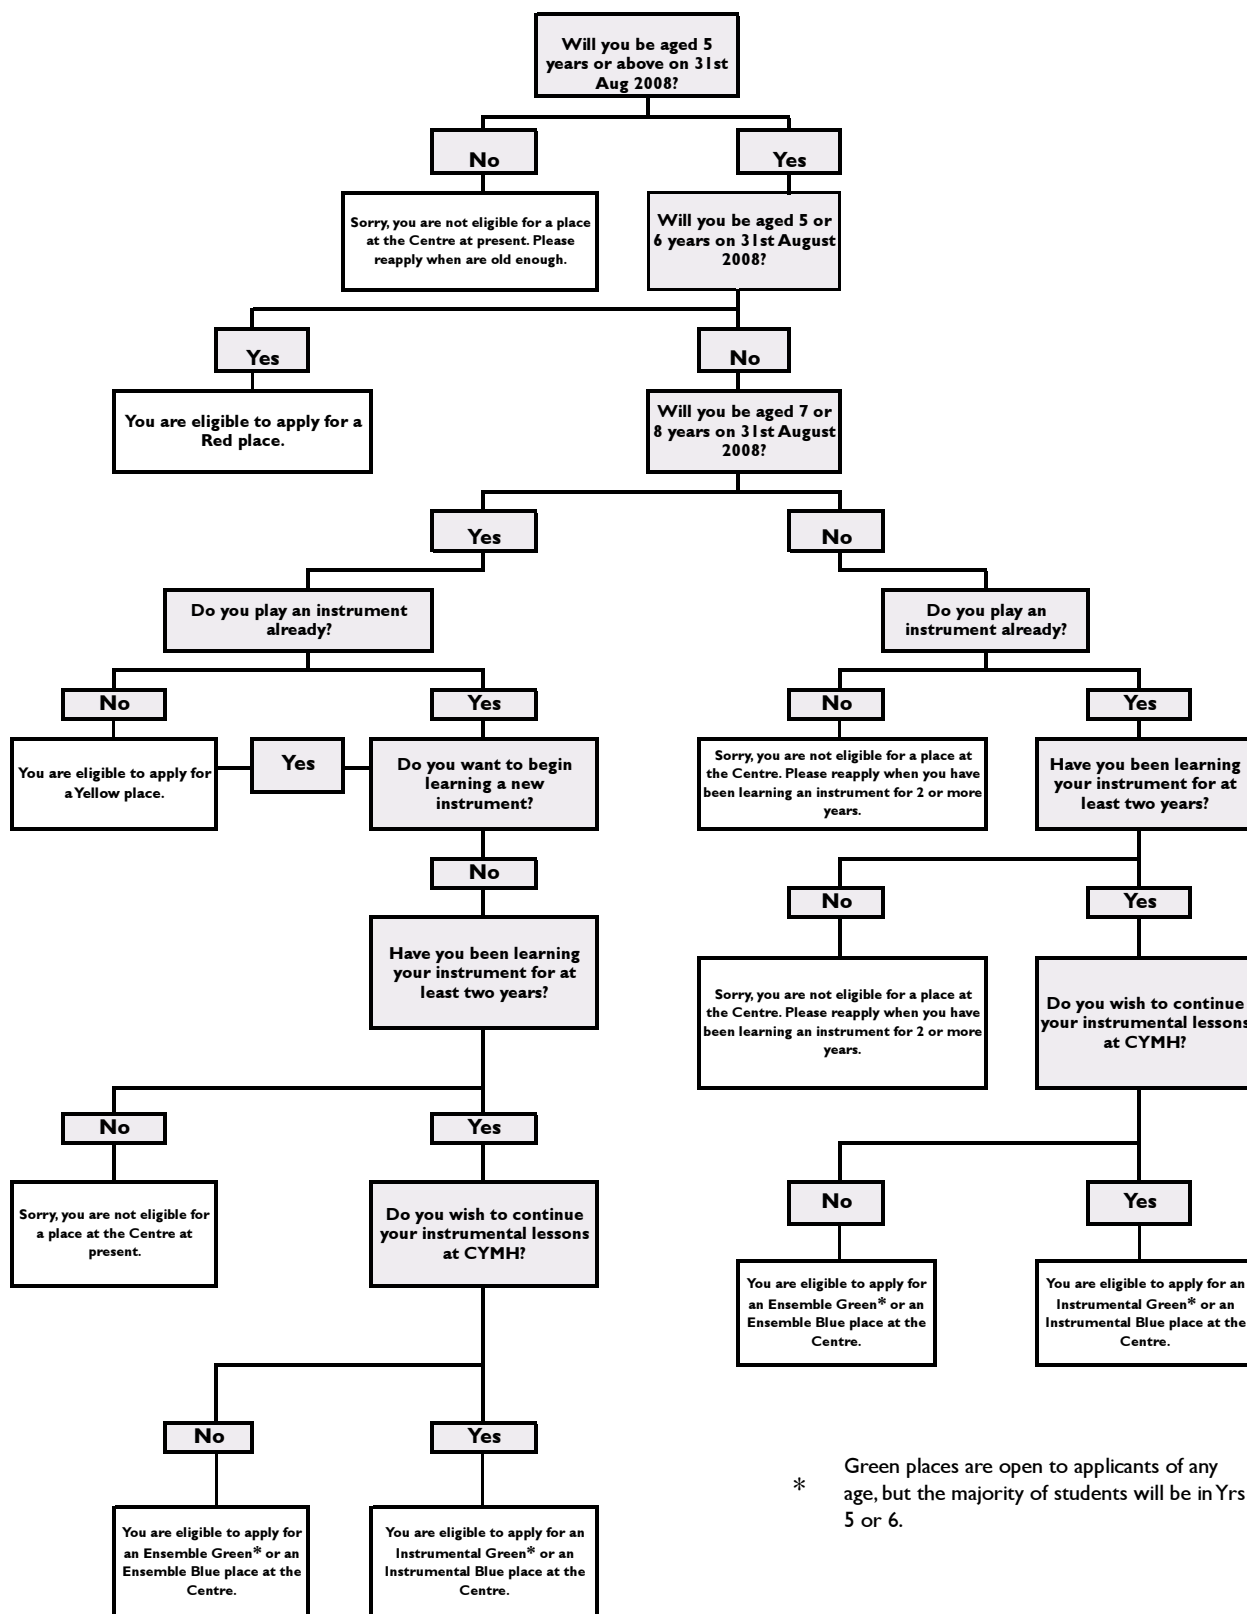 Will you be aged 5
years or above on 31st
Aug 2008?
No
Yes
Sorry, you are not eligible for a place
at the Centre at present. Please
reapply when are old enough.
Will you be aged 5 or
6 years on 31st August
2008?
Yes
No
You are eligible to apply for a
Red place.
Will you be aged 7 or
8 years on 31st August
2008?
Yes
No
Do you play an instrument
already?
Do you play an
instrument already?
No
Yes
No
Yes
You are eligible to apply for
a Yellow place.
Yes
Do you want to begin
learning a new
instrument?
Sorry, you are not eligible for a place at
the Centre. Please reapply when you have
been learning an instrument for 2 or more
years.
Have you been learning
your instrument for at
least two years?
No
No
Yes
Have you been learning
your instrument for at
least two years?
Sorry, you are not eligible for a place at
the Centre. Please reapply when you have
been learning an instrument for 2 or more
years.
Do you wish to continue
your instrumental lessons
at CYMH?
No
Yes
No
Yes
Sorry, you are not eligible for
a place at the Centre at
present.
Do you wish to continue
your instrumental lessons
at CYMH?
You are eligible to apply for
an Ensemble Green* or an
Ensemble Blue place at the
Centre.
You are eligible to apply for an
Instrumental Green* or an
Instrumental Blue place at the
Centre.
No
Yes
You are eligible to apply for
an Ensemble Green* or an
Ensemble Blue place at the
Centre.
You are eligible to apply for an
Instrumental Green* or an
Instrumental Blue place at the
Centre.
* Green places are open to applicants of any
age, but the majority of students will be in Yrs
5 or 6.